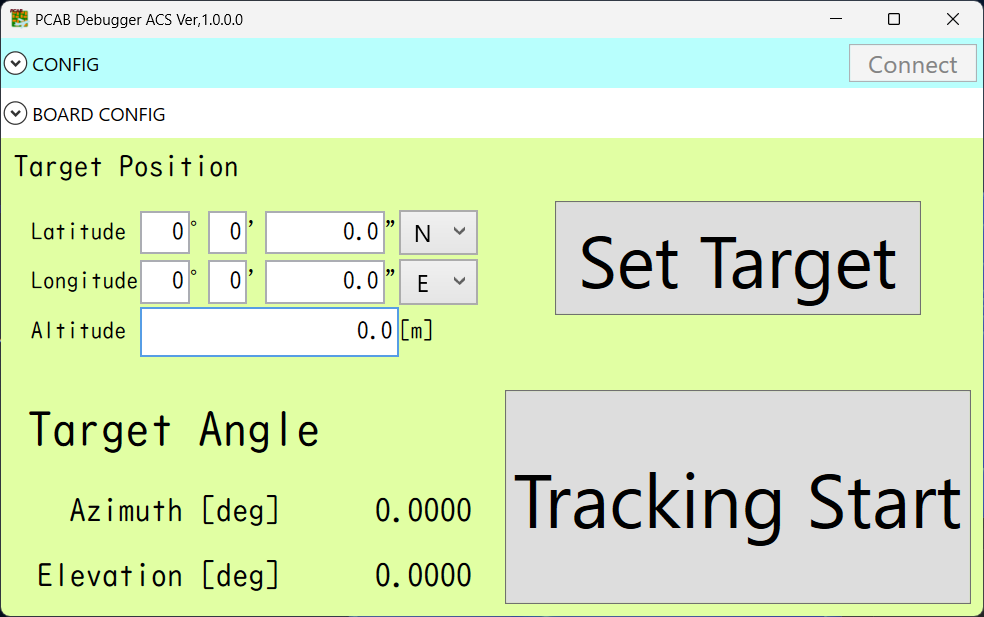 PCAB Debugger ACS Ver,1.0.0.0
CONFIG
Connect
BOARD CONFIG
Target Position
Latitude 0° 0' 0.0" N
Longitude 0° 0' 0.0" E
Altitude 0.0 [m]
Set Target
Target Angle
Azimuth [deg] 0.0000
Elevation [deg] 0.0000
Tracking Start